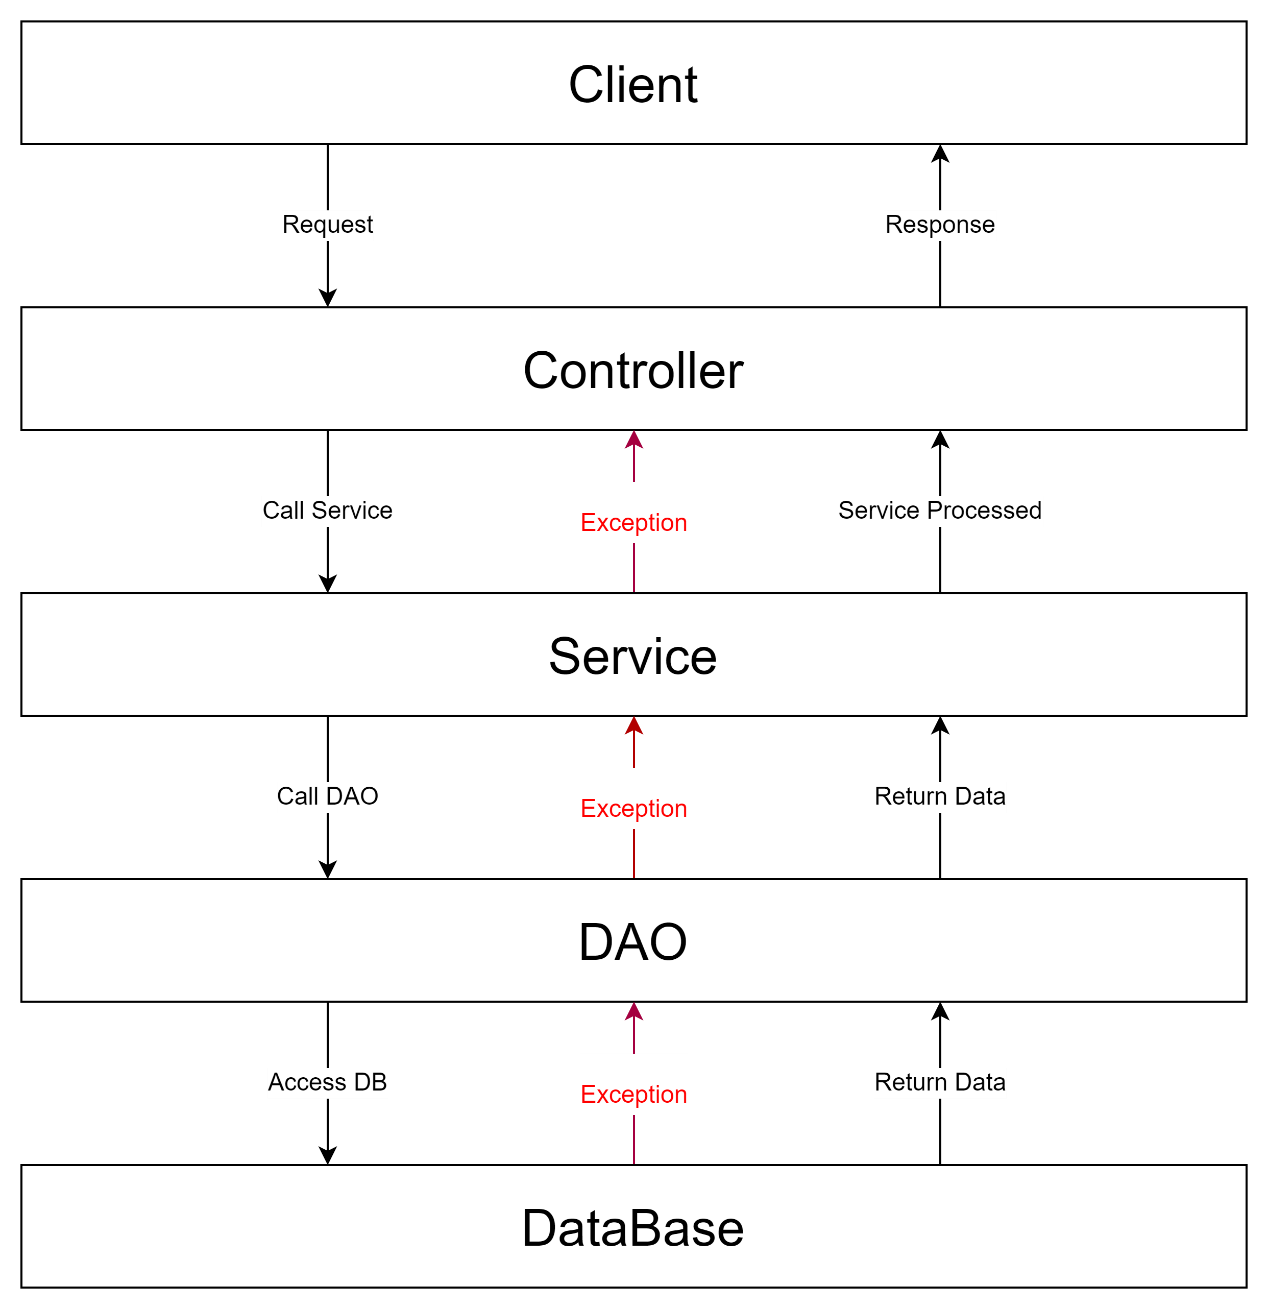 Client
Request
Response
Controller
Call Service
Exception
Service Processed
Service
Call DAO
Exception
Return Data
DAO
Access DB
Exception
Return Data
DataBase